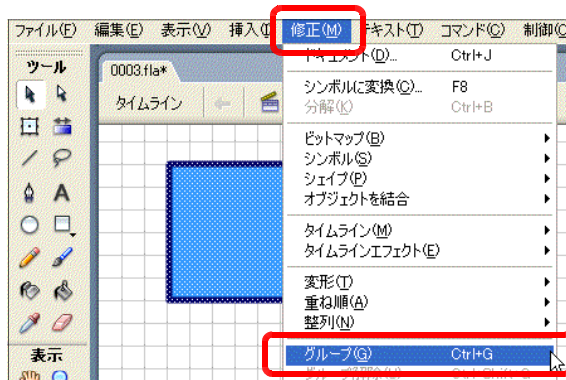 ファイル(F) 編集(E) 表示(V) 挿入(I 修正(M) テキスト(T) コマンド(C) 制御(C
ツール
0003.fla*
タイムライン
ドキュメント(D)... Ctrl+J
シンボルに変換(C)... F8
分解(K) Ctrl+B
ビットマップ(B)
シンボル(S)
シェイプ(P)
オブジェクトを結合
タイムライン(M)
タイムラインエフェクト(E)
変形(T)
重ね順(A)
整列(N)
グループ(G) Ctrl+G
表示